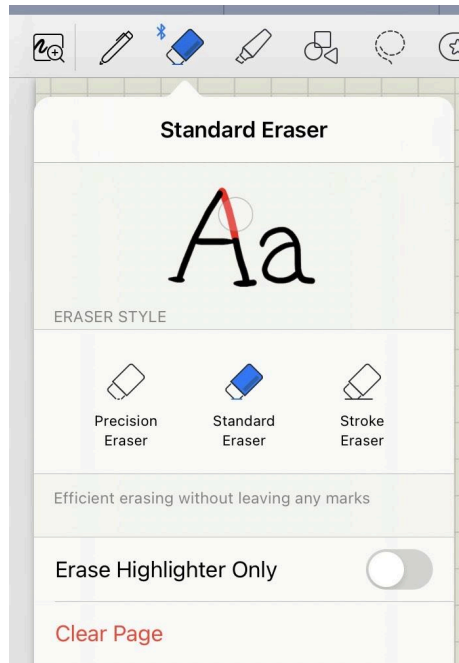 Standard Eraser
Aa
ERASER STYLE
Precision Eraser
Standard Eraser
Stroke Eraser
Efficient erasing without leaving any marks
Erase Highlighter Only
Clear Page